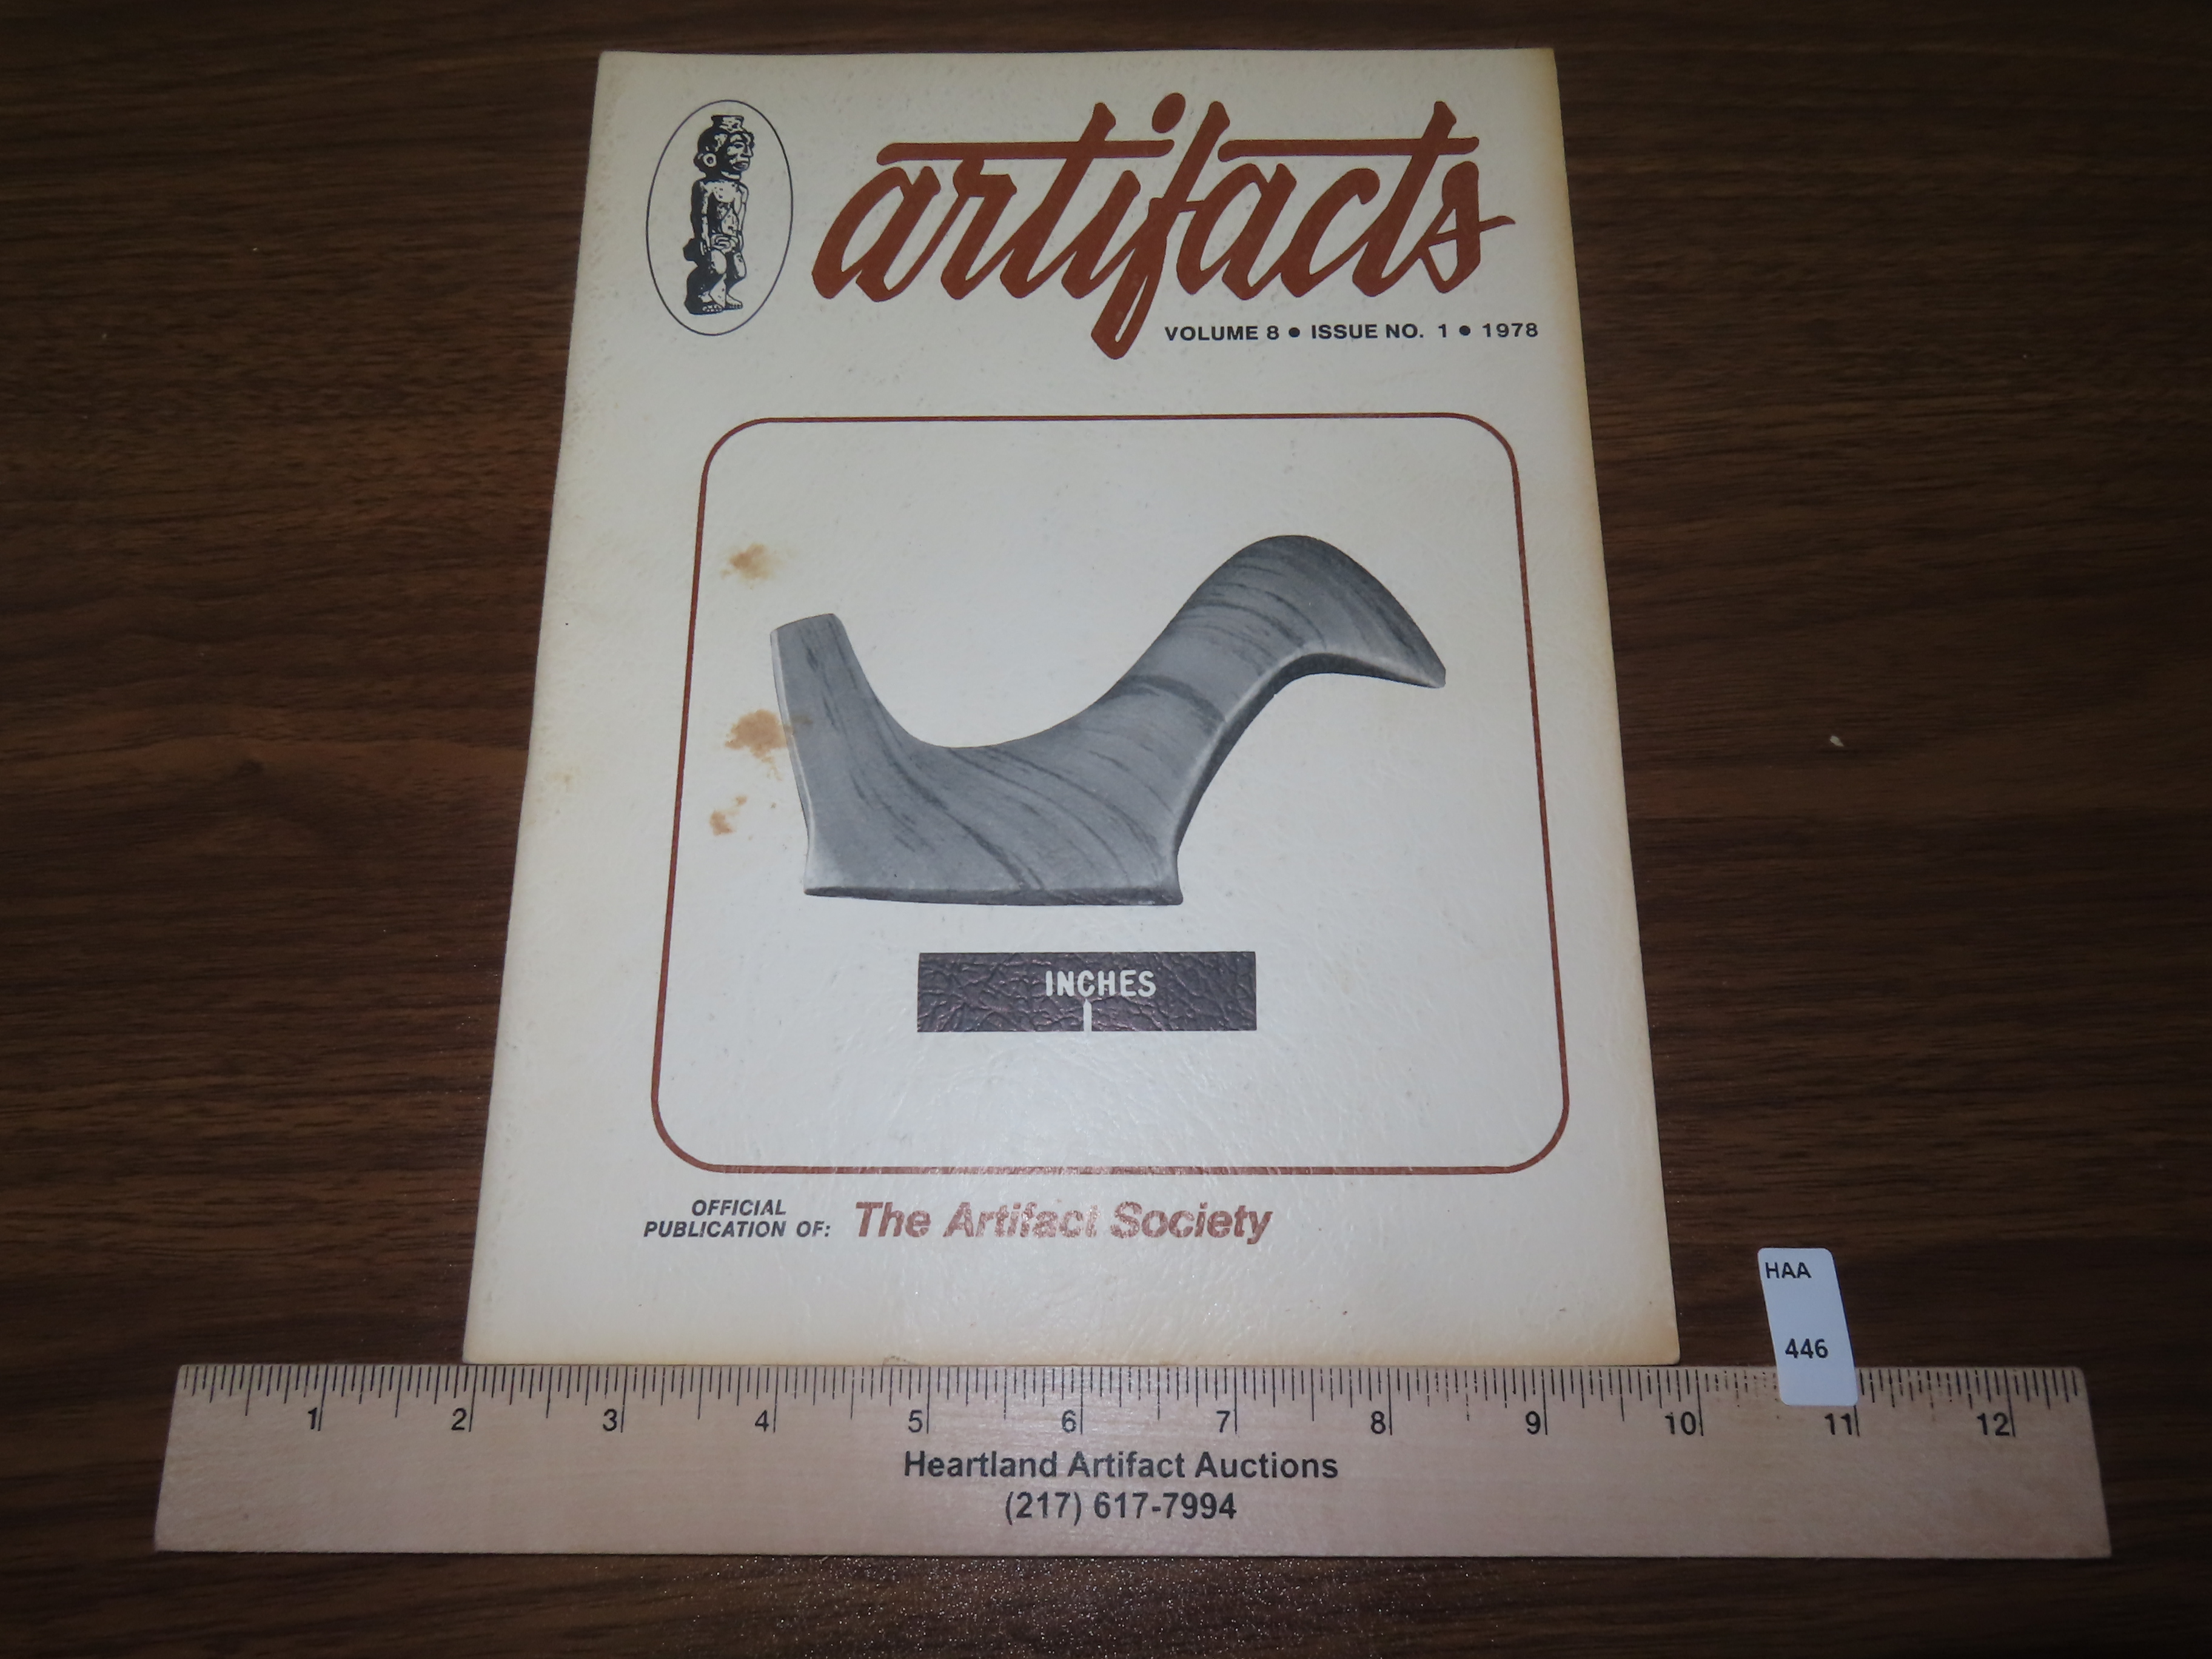 artifacts
VOLUME 8 • ISSUE NO. 1 • 1978
INCHES
OFFICIAL
PUBLICATION OF: The Artifact Society
HAA
446
1 2 3 4 5 6 7 8 9 10 11 12
Heartland Artifact Auctions
(217) 617-7994